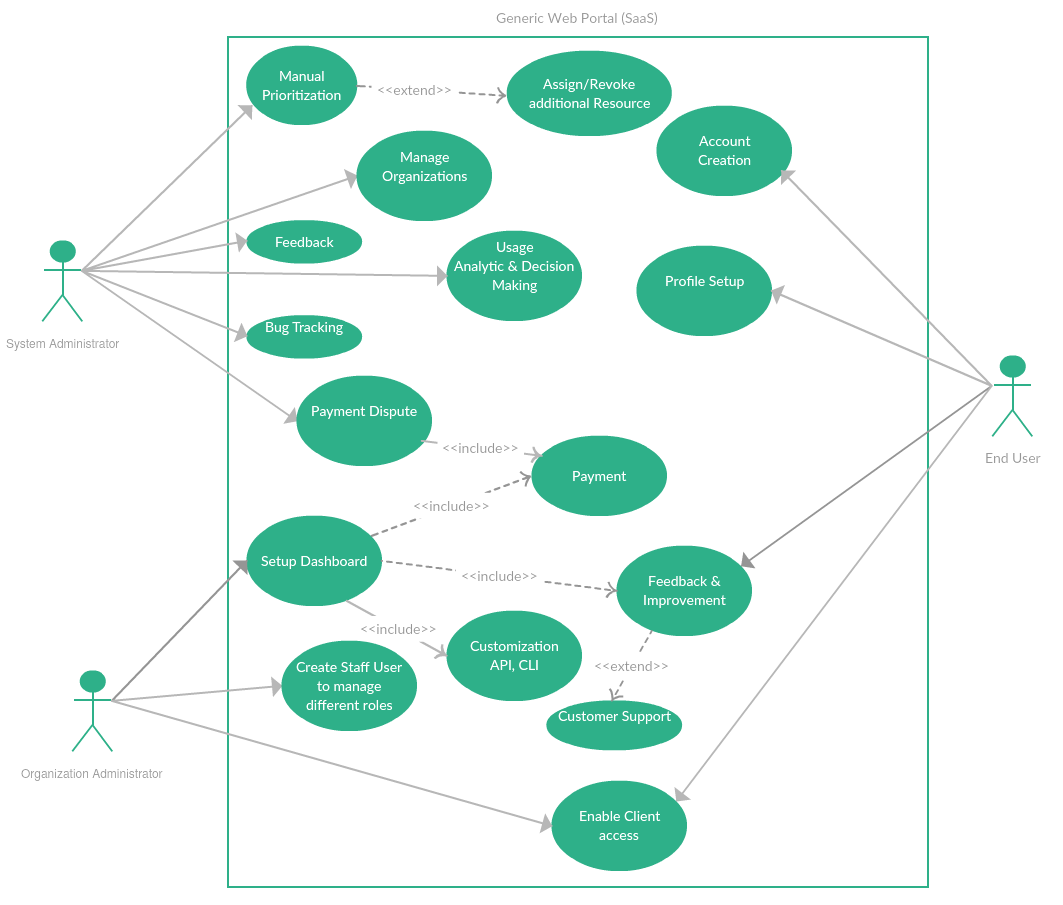 Generic Web Portal (SaaS)
Manual
Prioritization
<<extend>>
Assign/Revoke
additional Resource
Account
Creation
Manage
Organizations
Feedback
Usage
Analytic & Decision
Making
Profile Setup
System Administrator
Bug Tracking
Payment Dispute
<<include>>
Payment
End User
<<include>>
Setup Dashboard
<<include>>
Feedback &
Improvement
<<include>>
Customization
API, CLI
Create Staff User
to manage
different roles
<<extend>>
Customer Support
Organization Administrator
Enable Client
access